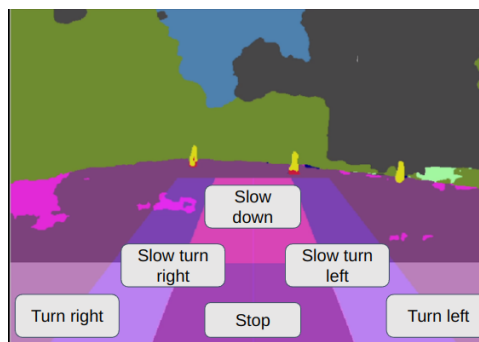 Slow
down
Slow turn
right
Slow turn
left
Turn right
Stop
Turn left